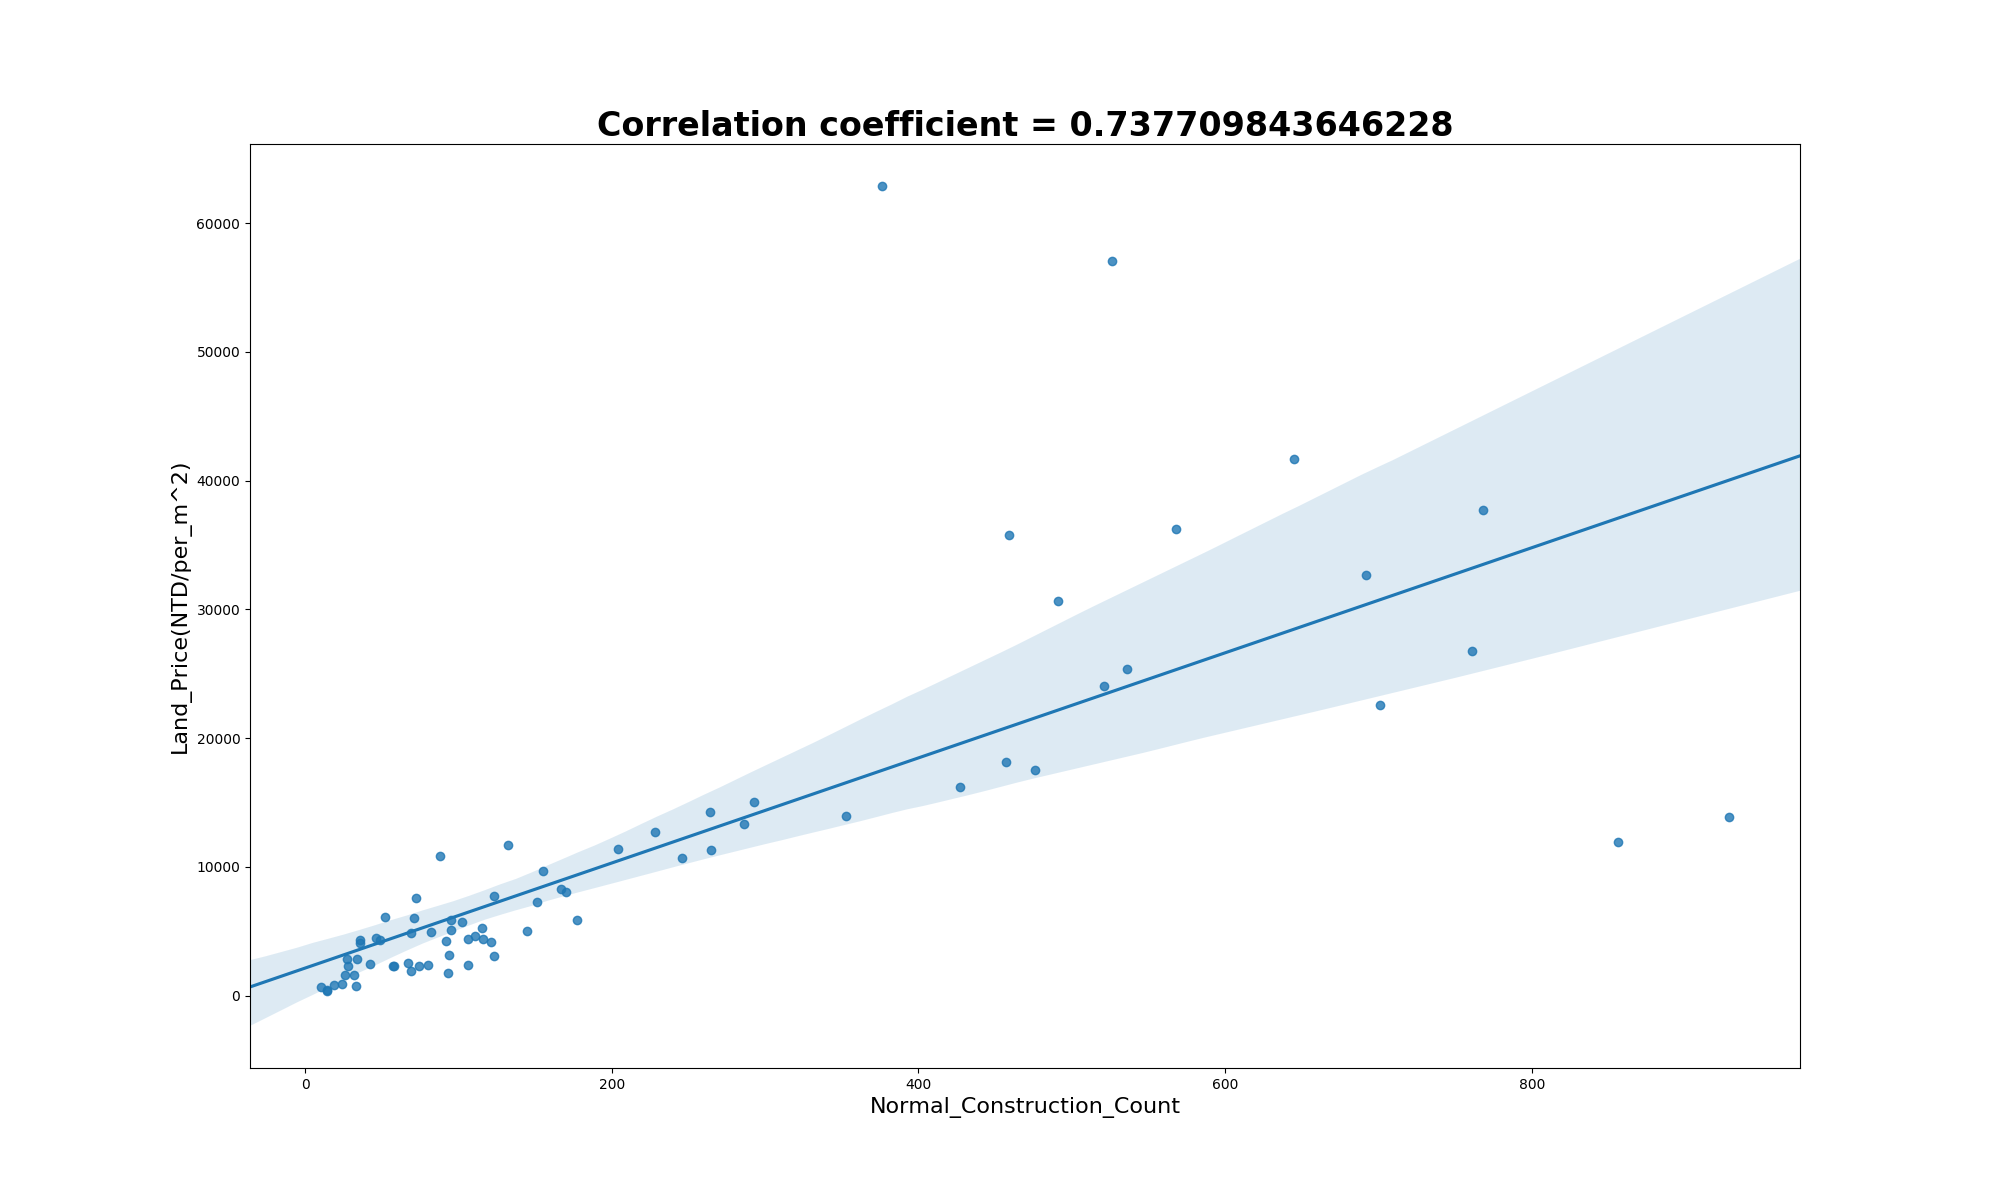 Correlation coefficient = 0.737709843646228
60000
50000
40000
30000
20000
10000
0
Land_Price(NTD/per_m^2)
0 200 400 600 800
Normal_Construction_Count